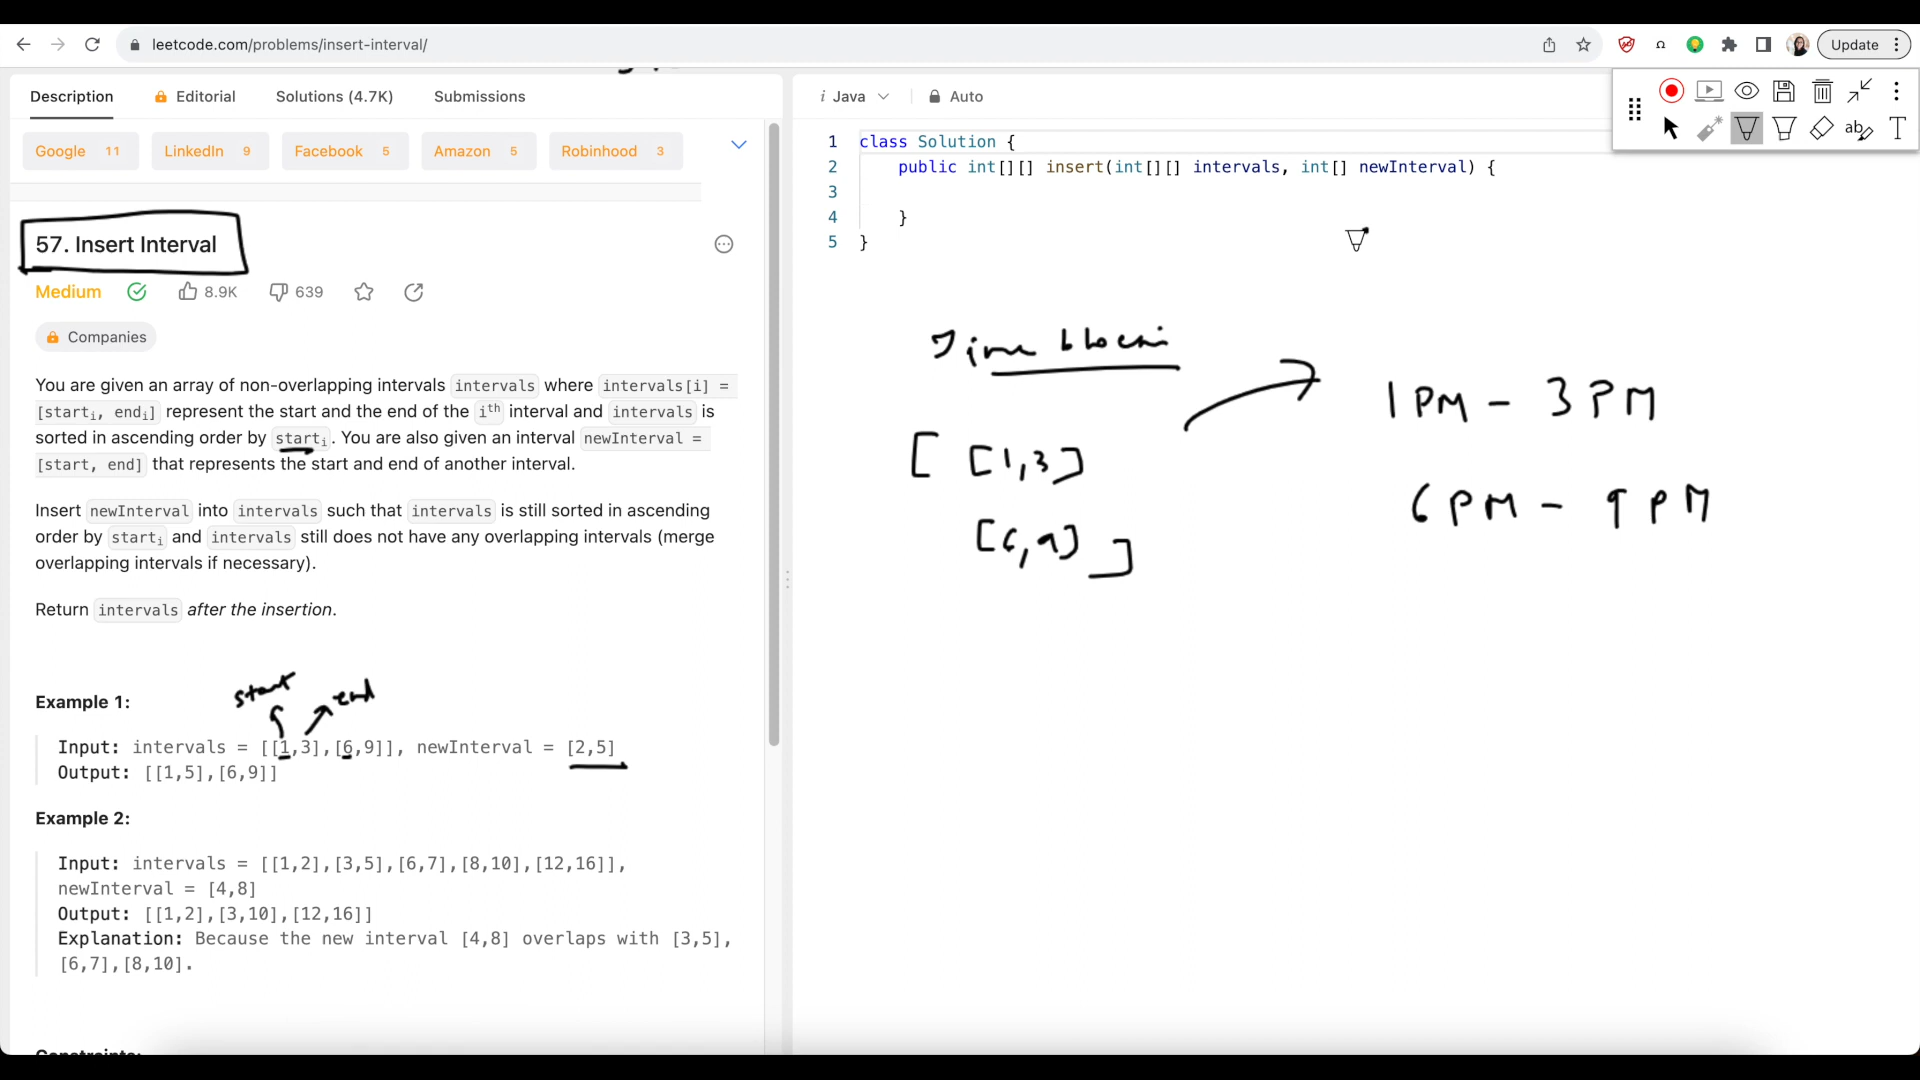 leetcode.com/problems/insert-interval/
Update
Description
Editorial
Solutions (4.7K)
Submissions
Google 11
LinkedIn 9
Facebook 5
Amazon 5
Robinhood 3
57. Insert Interval
Medium
8.9K
639
Companies
You are given an array of non-overlapping intervals intervals where intervals[i] =
[starti, endi] represent the start and the end of the ith interval and intervals is
sorted in ascending order by starti. You are also given an interval newInterval =
[start, end] that represents the start and end of another interval.
Insert newInterval into intervals such that intervals is still sorted in ascending
order by starti and intervals still does not have any overlapping intervals (merge
overlapping intervals if necessary).
Return intervals after the insertion.
start
end
Example 1:
Input: intervals = [[1,3],[6,9]], newInterval = [2,5]
Output: [[1,5],[6,9]]
Example 2:
Input: intervals = [[1,2],[3,5],[6,7],[8,10],[12,16]],
newInterval = [4,8]
Output: [[1,2],[3,10],[12,16]]
Explanation: Because the new interval [4,8] overlaps with [3,5],
[6,7],[8,10].
Constraints:
i Java
Auto
1 class Solution {
2 public int[][] insert(int[][] intervals, int[] newInterval) {
3
4 }
5 }
Time
[ [1,3]
[6,9] ]
1 PM - 3 PM
6 PM - 9 PM
ab
T